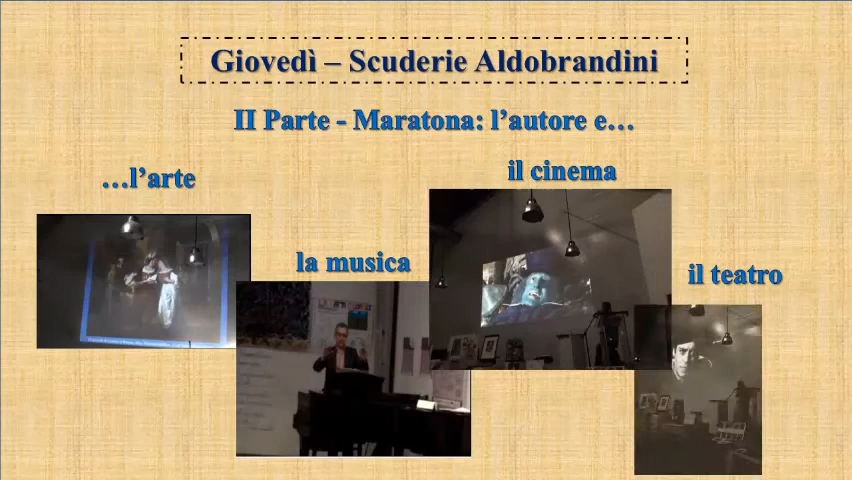 Giovedì – Scuderie Aldobrandini
II Parte - Maratona: l’autore e…
…l’arte
il cinema
la musica
il teatro